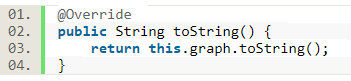 01. @Override
02. public String toString() {
03.     return this.graph.toString();
04. }